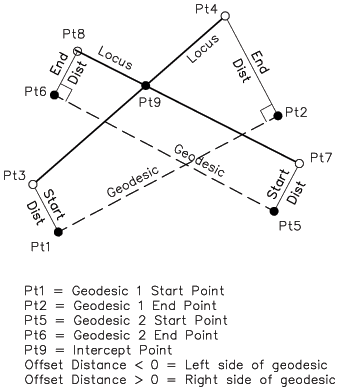 Pt4
Pt8
Locus
Locus
End
Dist
End
Dist
Pt6
Pt9
Pt2
Geodesic
Pt7
Pt3
Geodesic
Start
Dist
Start
Dist
Pt5
Pt1
Pt1 = Geodesic 1 Start Point
Pt2 = Geodesic 1 End Point
Pt5 = Geodesic 2 Start Point
Pt6 = Geodesic 2 End Point
Pt9 = Intercept Point
Offset Distance < 0 = Left side of geodesic
Offset Distance > 0 = Right side of geodesic